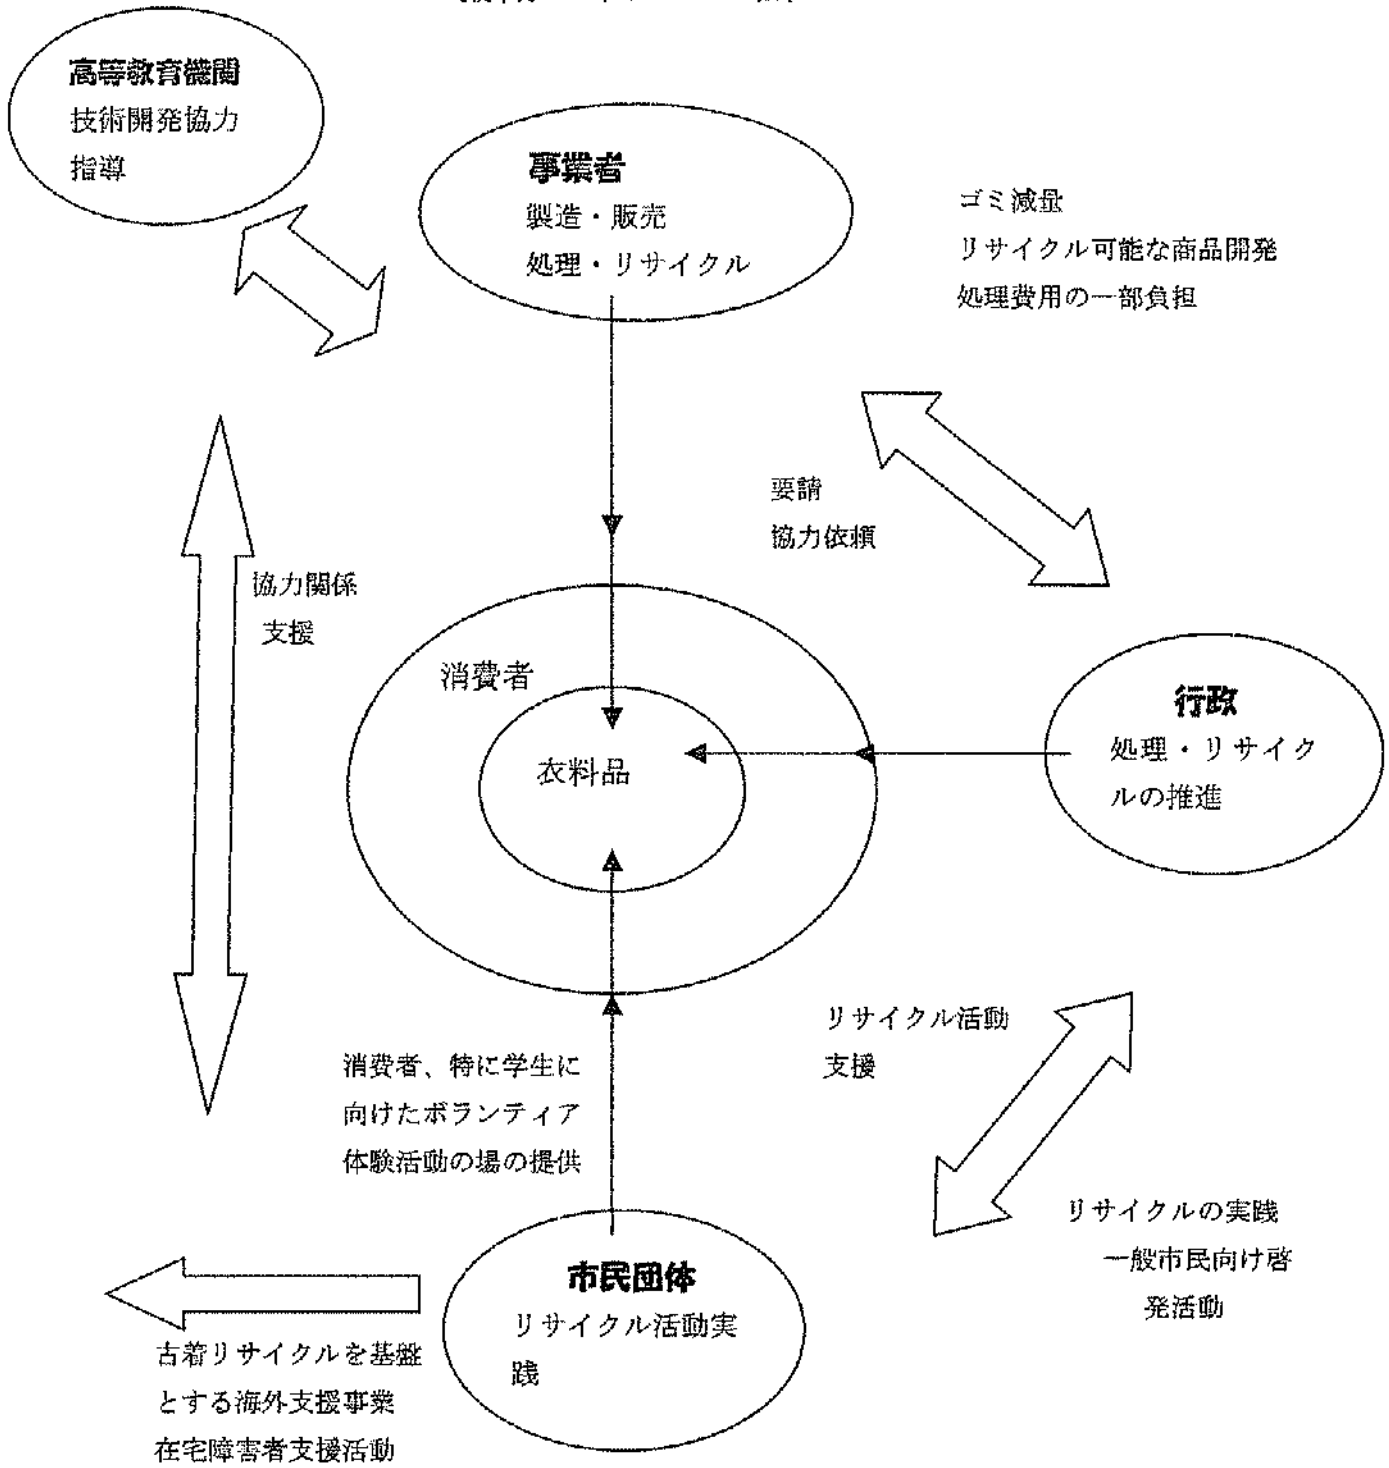 高等教育機関
技術開発協力
指導
事業者
製造・販売
処理・リサイクル
ゴミ減量
リサイクル可能な商品開発
処理費用の一部負担
要請
協力依頼
協力関係
支援
消費者
衣料品
行政
処理・リサイク
ルの推進
リサイクル活動
支援
消費者、特に学生に
向けたボランティア
体験活動の場の提供
リサイクルの実践
一般市民向け啓
発活動
市民団体
リサイクル活動実
践
古着リサイクルを基盤
とする海外支援事業
在宅障害者支援活動